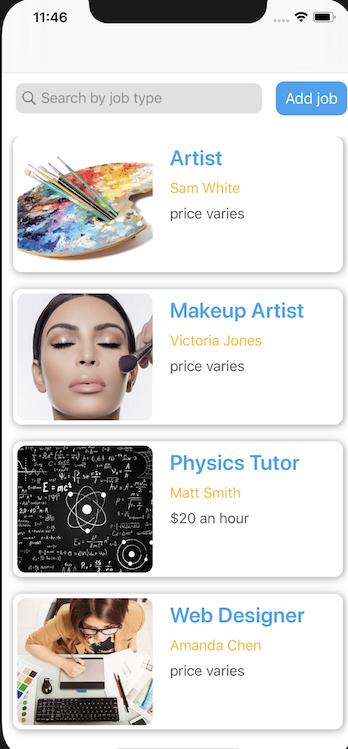 11:46
Search by job type
Add job
Artist
Sam White
price varies
Makeup Artist
Victoria Jones
price varies
Physics Tutor
Matt Smith
$20 an hour
E = mc²
Web Designer
Amanda Chen
price varies